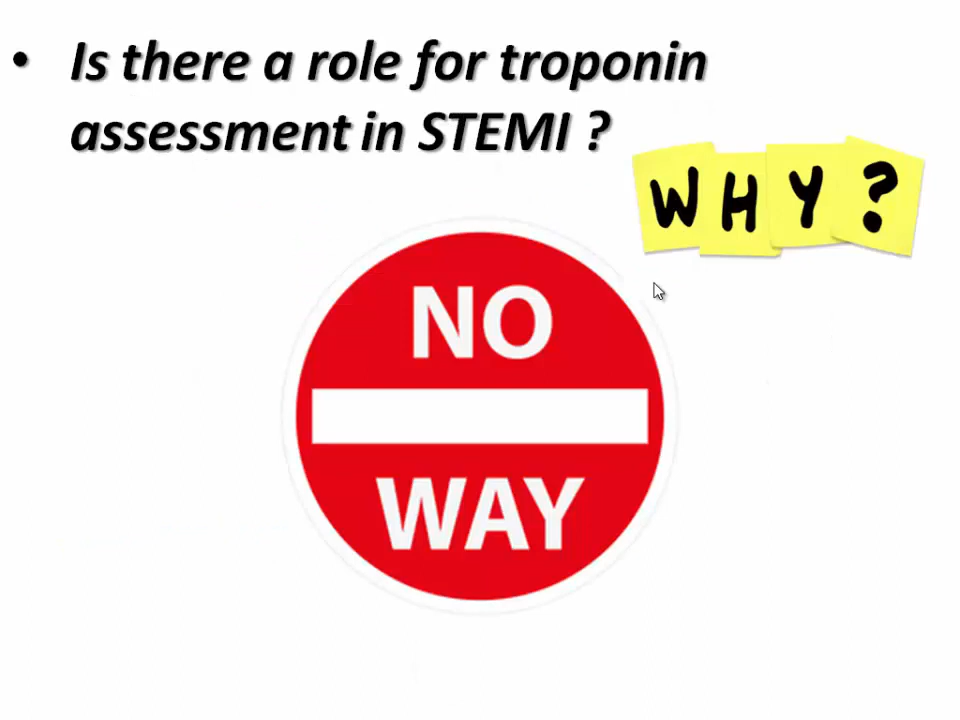 • Is there a role for troponin
assessment in STEMI ?
WHY?
NO
WAY